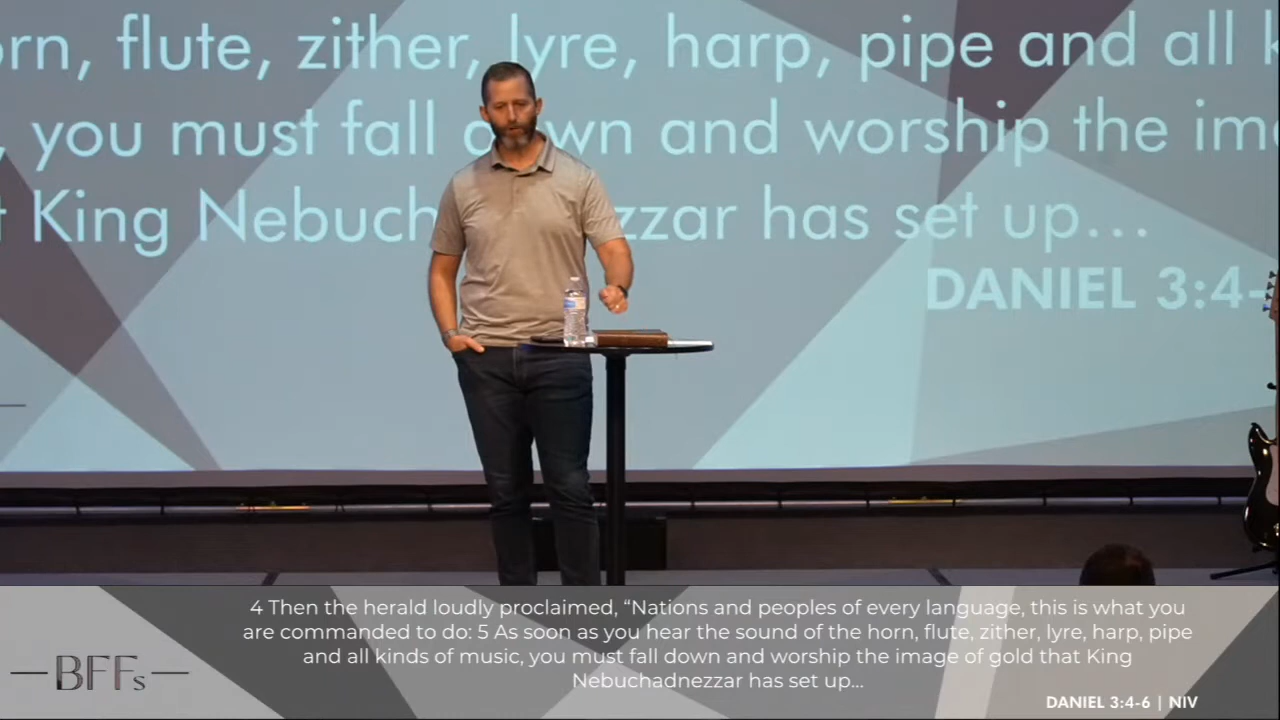 rn, flute, zither, lyre, harp, pipe and all k
, you must fall down and worship the im
King Nebuch zzar has set up...
DANIEL 3:4-
4 Then the herald loudly proclaimed, “Nations and peoples of every language, this is what you
are commanded to do: 5 As soon as you hear the sound of the horn, flute, zither, lyre, harp, pipe
and all kinds of music, you must fall down and worship the image of gold that King
Nebuchadnezzar has set up...
BFFs
DANIEL 3:4-6 | NIV